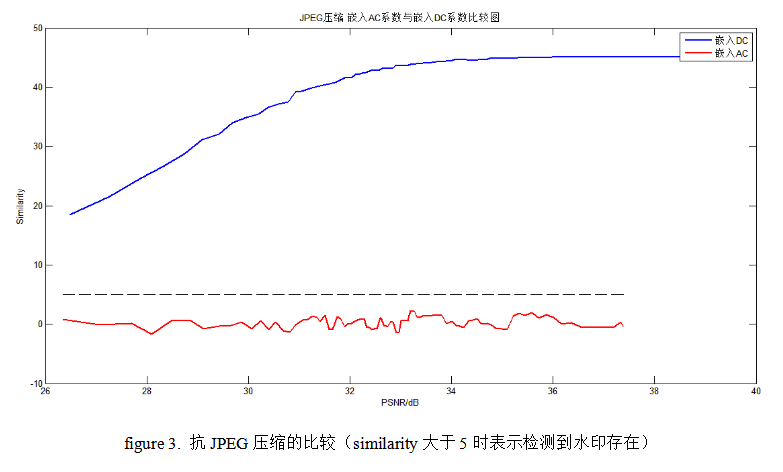 JPEG压缩 嵌入AC系数与嵌入DC系数比较图
50
40
30
20
10
0
-10
Similarity
嵌入DC
嵌入AC
26
28
30
32
34
36
38
40
PSNR/dB
figure 3. 抗 JPEG 压缩的比较（similarity 大于 5 时表示检测到水印存在）